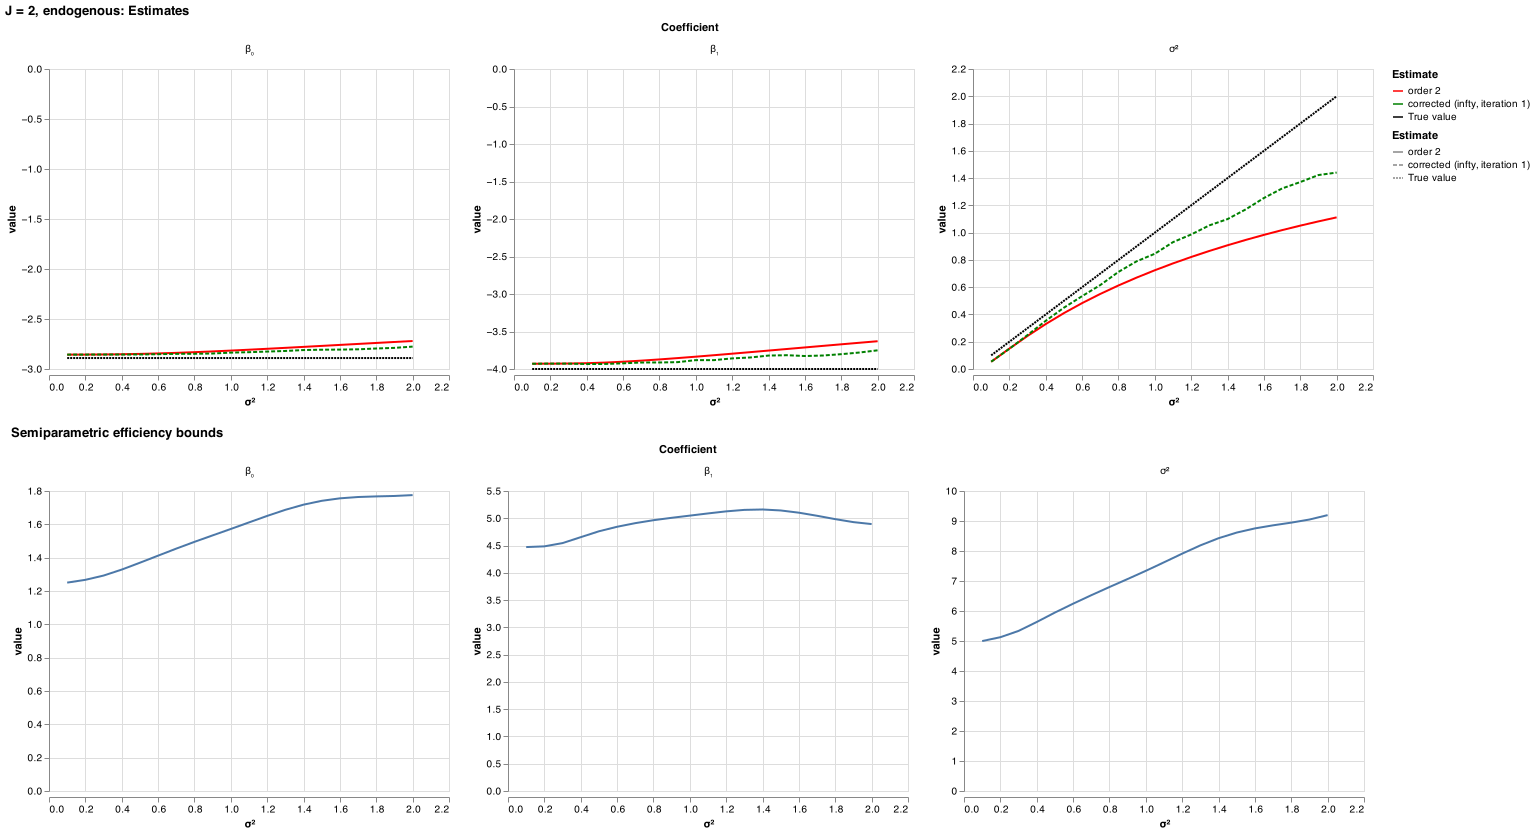 J = 2, endogenous: Estimates
Coefficient
β₀
β₁
σ²
0.0
−0.5
−1.0
−1.5
−2.0
−2.5
−3.0
value
0.0 0.2 0.4 0.6 0.8 1.0 1.2 1.4 1.6 1.8 2.0 2.2
σ²
0.0
−0.5
−1.0
−1.5
−2.0
−2.5
−3.0
−3.5
−4.0
value
0.0 0.2 0.4 0.6 0.8 1.0 1.2 1.4 1.6 1.8 2.0 2.2
σ²
2.2
2.0
1.8
1.6
1.4
1.2
1.0
0.8
0.6
0.4
0.2
0.0
value
0.0 0.2 0.4 0.6 0.8 1.0 1.2 1.4 1.6 1.8 2.0 2.2
σ²
Estimate
order 2
corrected (infty, iteration 1)
True value
Estimate
order 2
corrected (infty, iteration 1)
True value
Semiparametric efficiency bounds
Coefficient
β₀
β₁
σ²
1.8
1.6
1.4
1.2
1.0
0.8
0.6
0.4
0.2
0.0
value
0.0 0.2 0.4 0.6 0.8 1.0 1.2 1.4 1.6 1.8 2.0 2.2
σ²
5.5
5.0
4.5
4.0
3.5
3.0
2.5
2.0
1.5
1.0
0.5
0.0
value
0.0 0.2 0.4 0.6 0.8 1.0 1.2 1.4 1.6 1.8 2.0 2.2
σ²
10
9
8
7
6
5
4
3
2
1
0
value
0.0 0.2 0.4 0.6 0.8 1.0 1.2 1.4 1.6 1.8 2.0 2.2
σ²